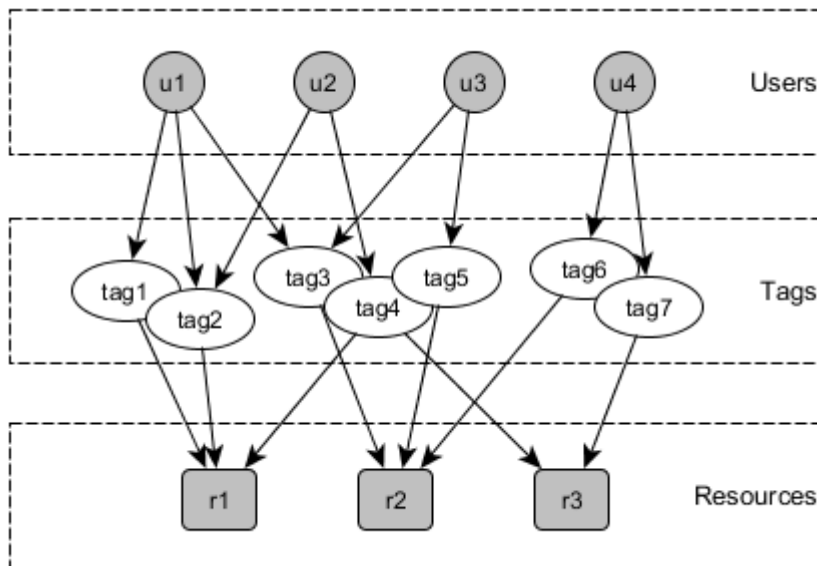 u1 u2 u3 u4 Users
tag1 tag2 tag3 tag4 tag5 tag6 tag7 Tags
r1 r2 r3 Resources